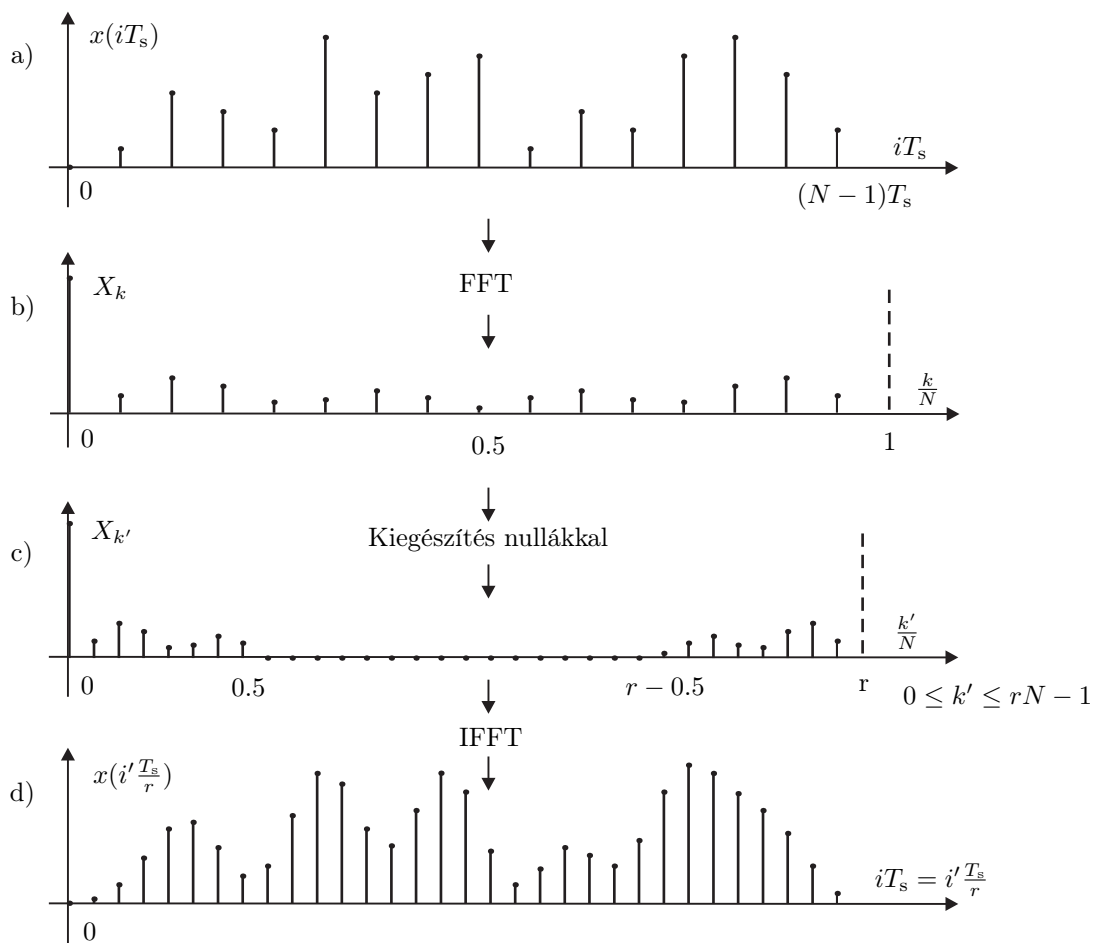 a)
x(iT_s)
iT_s
0
(N − 1)T_s
FFT
b)
X_k
k/N
0
0.5
1
Kiegészítés nullákkal
c)
X_{k'}
k'/N
0
0.5
r − 0.5
r
0 ≤ k' ≤ rN − 1
IFFT
d)
x(i' T_s/r)
iT_s = i' T_s/r
0